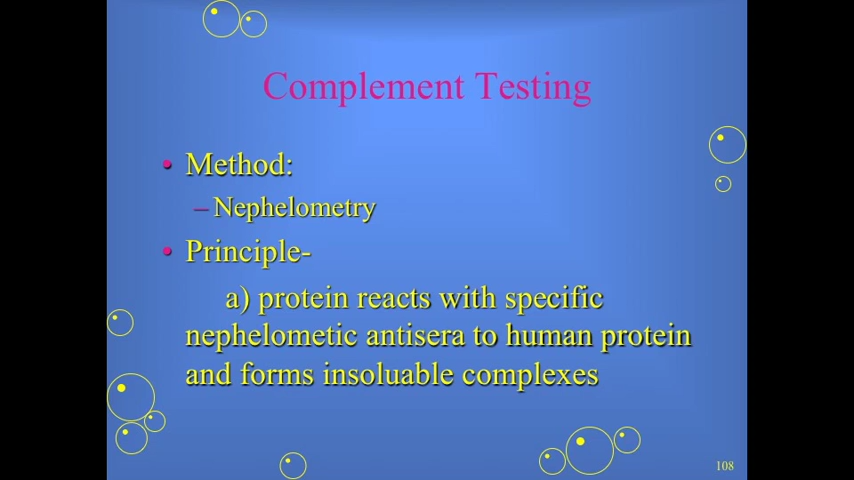 Complement Testing
• Method:
– Nephelometry
• Principle-
a) protein reacts with specific
nephelometic antisera to human protein
and forms insoluable complexes
108